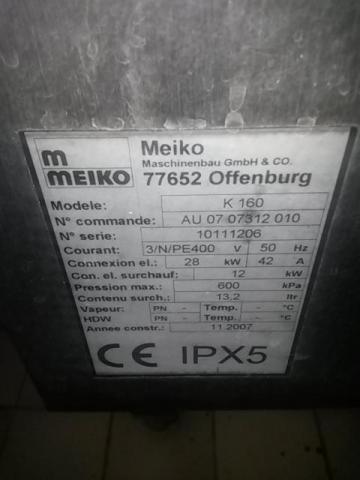 m
MEIKO
Meiko
Maschinenbau GmbH & CO.
77652 Offenburg
Modele: K 160
N° commande: AU 07 07312 010
N° serie: 10111206
Courant: 3/N/PE400 V 50 Hz
Connexion el.: 28 kW 42 A
Con. el. surchauf: 12 kW
Pression max.: 600 kPa
Contenu surch.: 13,2 ltr
Vapeur: PN - Temp. - °C
HDW PN - Temp. - °C
Annee constr.: 11.2007
CE IPX5